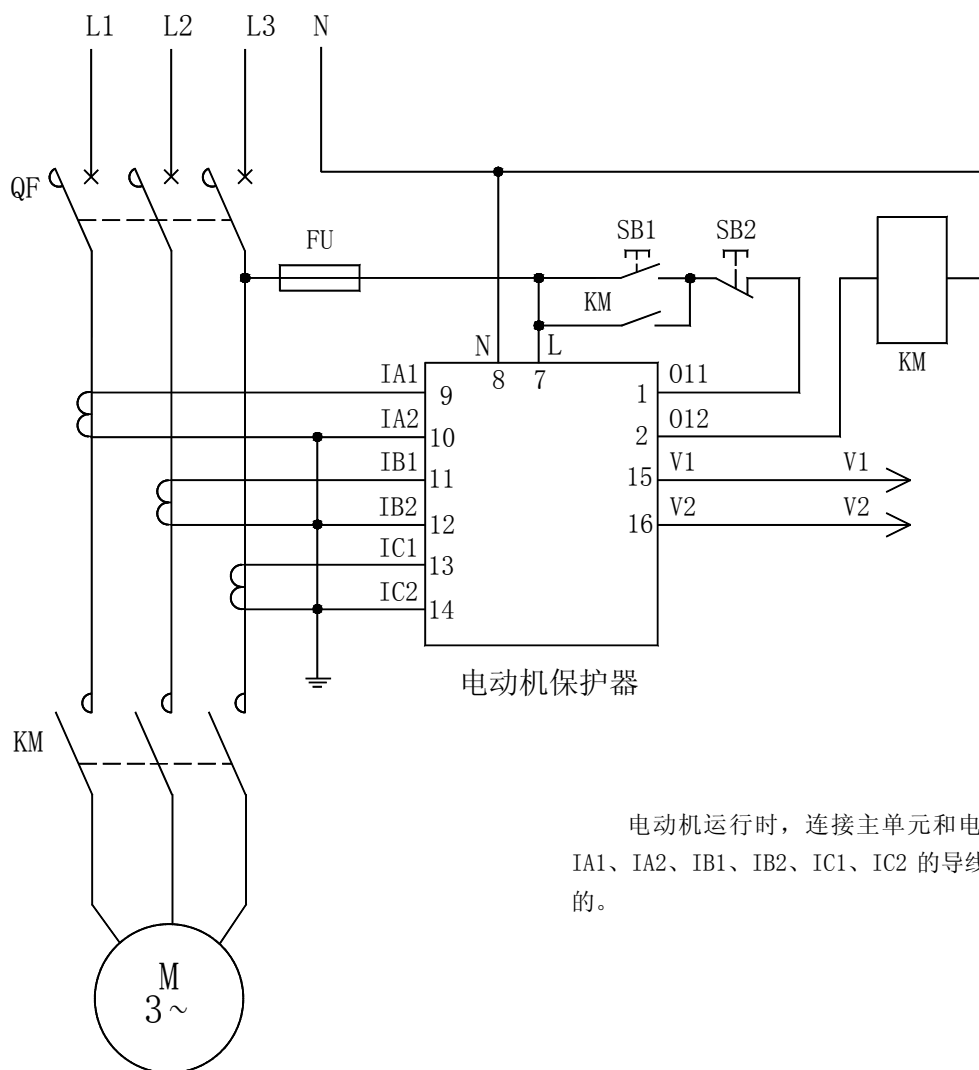 L1 L2 L3 N
QF
FU
SB1 SB2
KM
KM
N L
8 7
IA1 9 1 O11
IA2 10 2 O12
IB1 11 15 V1 V1
IB2 12 16 V2 V2
IC1 13
IC2 14
电动机保护器
KM
电动机运行时，连接主单元和电
IA1、IA2、IB1、IB2、IC1、IC2 的导线
的。
M
3~